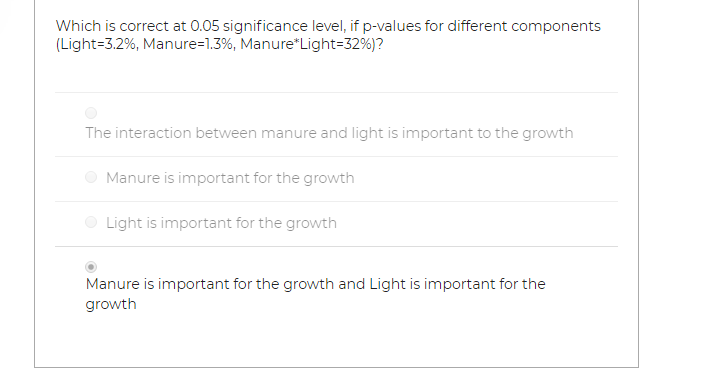 Which is correct at 0.05 significance level, if p-values for different components
(Light=3.2%, Manure=1.3%, Manure*Light=32%)?
The interaction between manure and light is important to the growth
Manure is important for the growth
Light is important for the growth
Manure is important for the growth and Light is important for the
growth